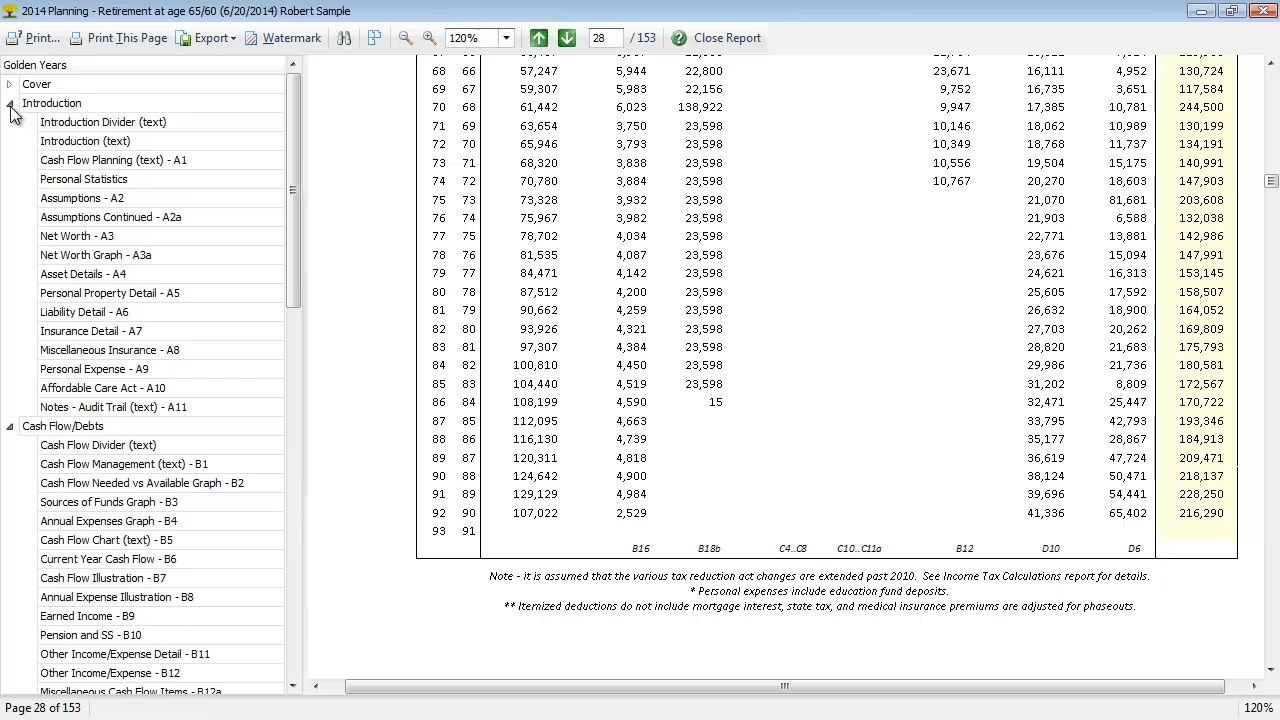 2014 Planning - Retirement at age 65/60 (6/20/2014) Robert Sample
Print... Print This Page Export Watermark 120% 28 / 153 Close Report
Golden Years
Cover
Introduction
Introduction Divider (text)
Introduction (text)
Cash Flow Planning (text) - A1
Personal Statistics
Assumptions - A2
Assumptions Continued - A2a
Net Worth - A3
Net Worth Graph - A3a
Asset Details - A4
Personal Property Detail - A5
Liability Detail - A6
Insurance Detail - A7
Miscellaneous Insurance - A8
Personal Expense - A9
Affordable Care Act - A10
Notes - Audit Trail (text) - A11
Cash Flow/Debts
Cash Flow Divider (text)
Cash Flow Management (text) - B1
Cash Flow Needed vs Available Graph - B2
Sources of Funds Graph - B3
Annual Expenses Graph - B4
Cash Flow Chart (text) - B5
Current Year Cash Flow - B6
Cash Flow Illustration - B7
Annual Expense Illustration - B8
Earned Income - B9
Pension and SS - B10
Other Income/Expense Detail - B11
Other Income/Expense - B12
Miscellaneous Cash Flow Items - B12a
68 66 57,247 5,944 22,800 23,671 16,111 4,952 130,724
69 67 59,307 5,983 22,156 9,752 16,735 3,651 117,584
70 68 61,442 6,023 138,922 9,947 17,385 10,781 244,500
71 69 63,654 3,750 23,598 10,146 18,062 10,989 130,199
72 70 65,946 3,793 23,598 10,349 18,768 11,737 134,191
73 71 68,320 3,838 23,598 10,556 19,504 15,175 140,991
74 72 70,780 3,884 23,598 10,767 20,270 18,603 147,903
75 73 73,328 3,932 23,598 21,070 81,681 203,608
76 74 75,967 3,982 23,598 21,903 6,588 132,038
77 75 78,702 4,034 23,598 22,771 13,881 142,986
78 76 81,535 4,087 23,598 23,676 15,094 147,991
79 77 84,471 4,142 23,598 24,621 16,313 153,145
80 78 87,512 4,200 23,598 25,605 17,592 158,507
81 79 90,662 4,259 23,598 26,632 18,900 164,052
82 80 93,926 4,321 23,598 27,703 20,262 169,809
83 81 97,307 4,384 23,598 28,820 21,683 175,793
84 82 100,810 4,450 23,598 29,986 21,736 180,581
85 83 104,440 4,519 23,598 31,202 8,809 172,567
86 84 108,199 4,590 15 32,471 25,447 170,722
87 85 112,095 4,663 33,795 42,793 193,346
88 86 116,130 4,739 35,177 28,867 184,913
89 87 120,311 4,818 36,619 47,724 209,471
90 88 124,642 4,900 38,124 50,471 218,137
91 89 129,129 4,984 39,696 54,441 228,250
92 90 107,022 2,529 41,336 65,402 216,290
93 91
B16 B18b C4..C8 C10..C11a B12 D10 D6
Note - it is assumed that the various tax reduction act changes are extended past 2010. See Income Tax Calculations report for details.
* Personal expenses include education fund deposits.
** Itemized deductions do not include mortgage interest, state tax, and medical insurance premiums are adjusted for phaseouts.
Page 28 of 153 120%